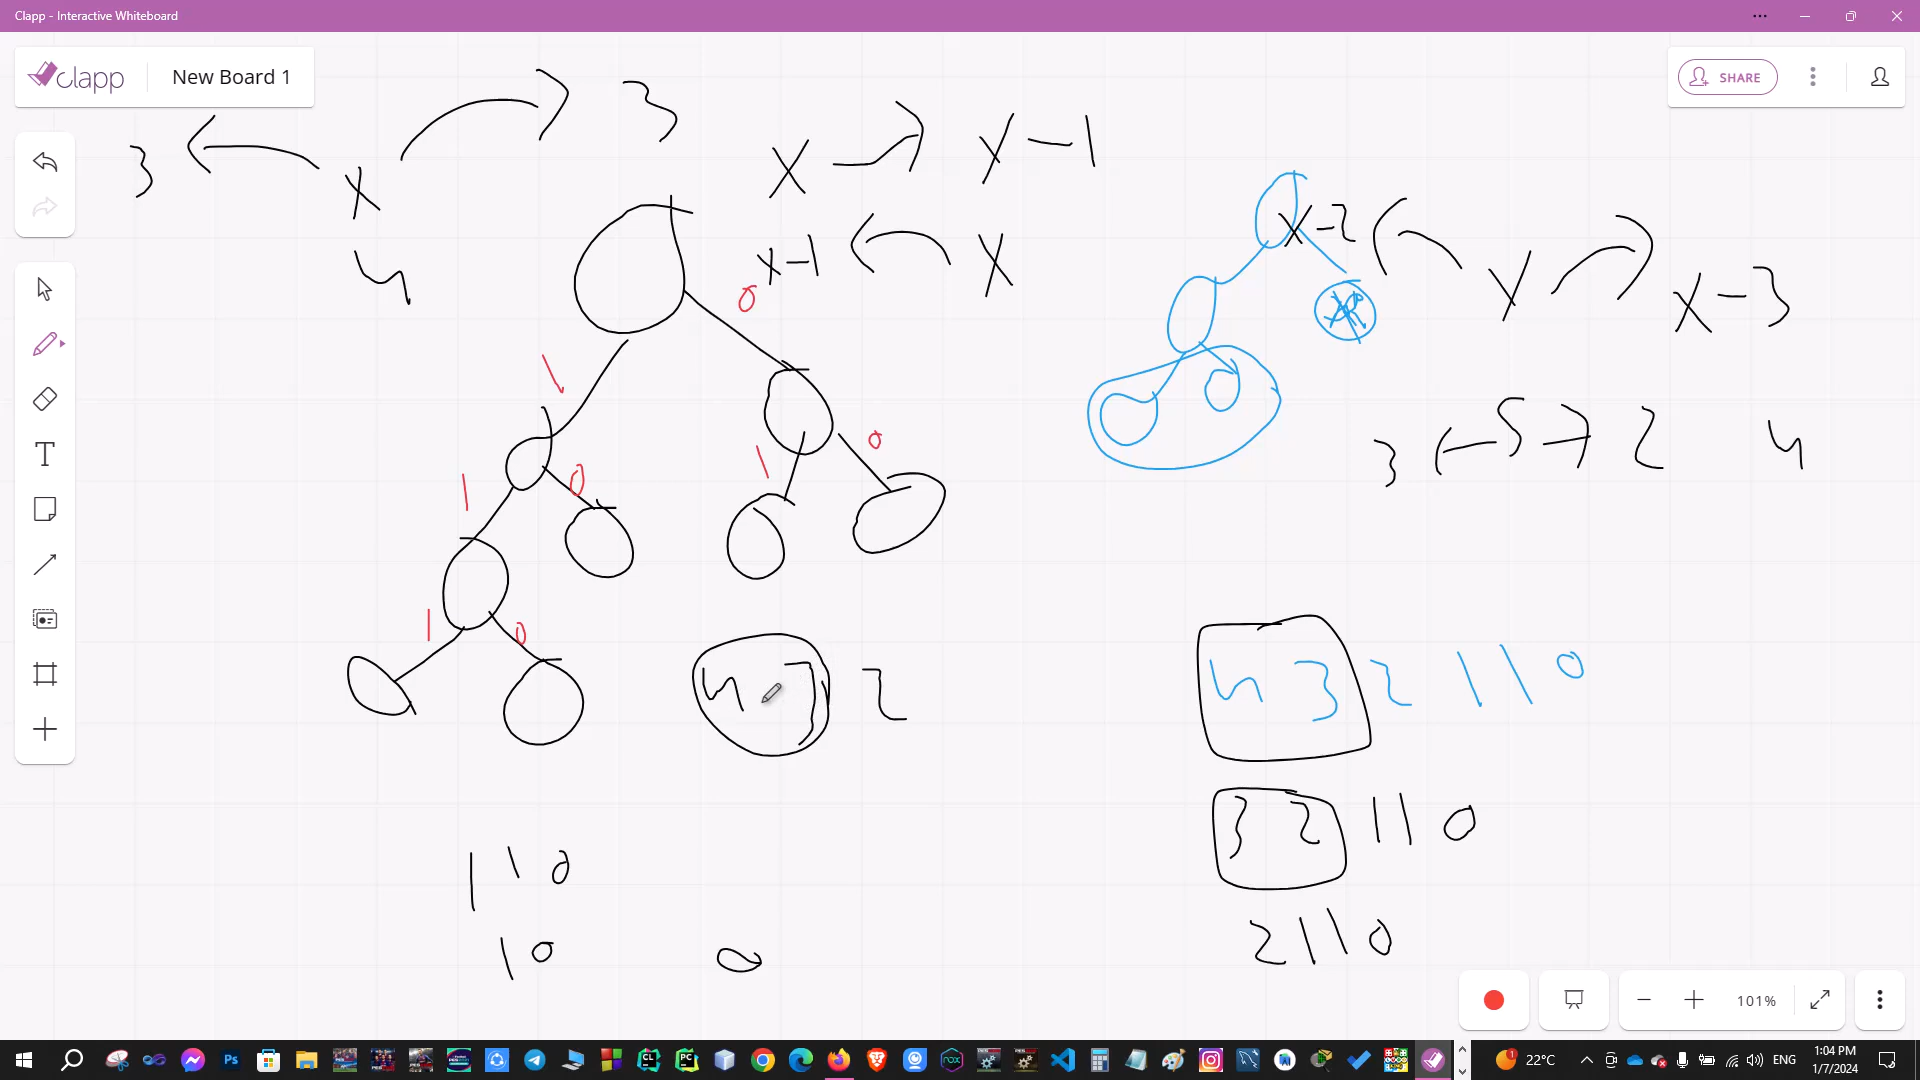 Clapp - Interactive Whiteboard
clapp New Board 1
SHARE
3 x 3
4
x x-1
x-1 x
x-2 x x-3
3 5 2 4
0
1
1 0 1 0
1 0
4 3 2
4 3 2 1 1 0
3 2 1 1 0
2 1 1 0
1 1 0
1 0
T
101%
22°C
ENG
1:04 PM
1/7/2024